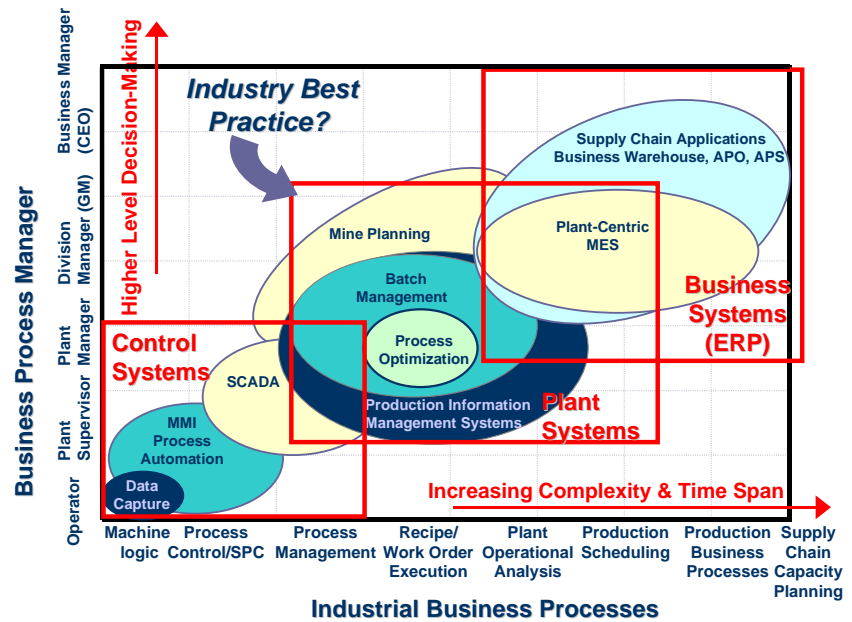 Business Process Manager
Business Manager
(CEO)
Division
Manager (GM)
Plant
Manager
Plant
Supervisor
Operator
Higher Level Decision-Making
Industry Best
Practice?
Supply Chain Applications
Business Warehouse, APO, APS
Plant-Centric
MES
Mine Planning
Batch
Management
Process
Optimization
Business
Systems
(ERP)
Control
Systems
SCADA
Production Information
Management Systems
Plant
Systems
MMI
Process
Automation
Data
Capture
Increasing Complexity & Time Span
Machine
logic
Process
Control/SPC
Process
Management
Recipe/
Work Order
Execution
Plant
Operational
Analysis
Production
Scheduling
Production
Business
Processes
Supply
Chain
Capacity
Planning
Industrial Business Processes